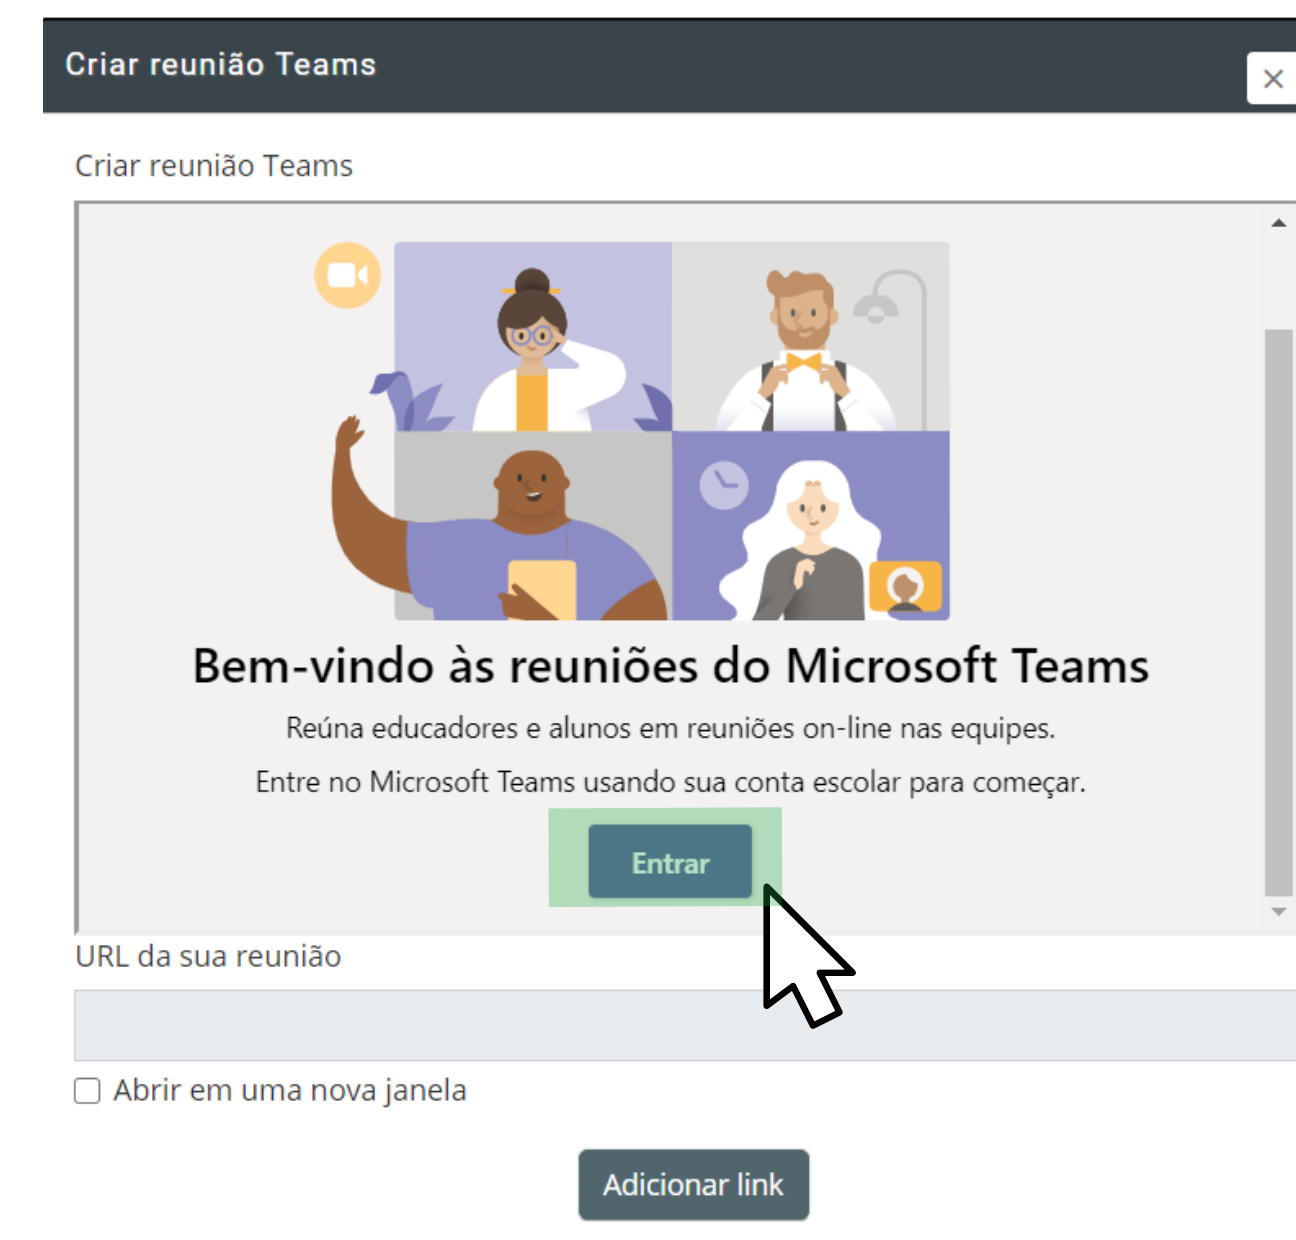 Criar reunião Teams
Criar reunião Teams
Bem-vindo às reuniões do Microsoft Teams
Reúna educadores e alunos em reuniões on-line nas equipes.
Entre no Microsoft Teams usando sua conta escolar para começar.
Entrar
URL da sua reunião
Abrir em uma nova janela
Adicionar link